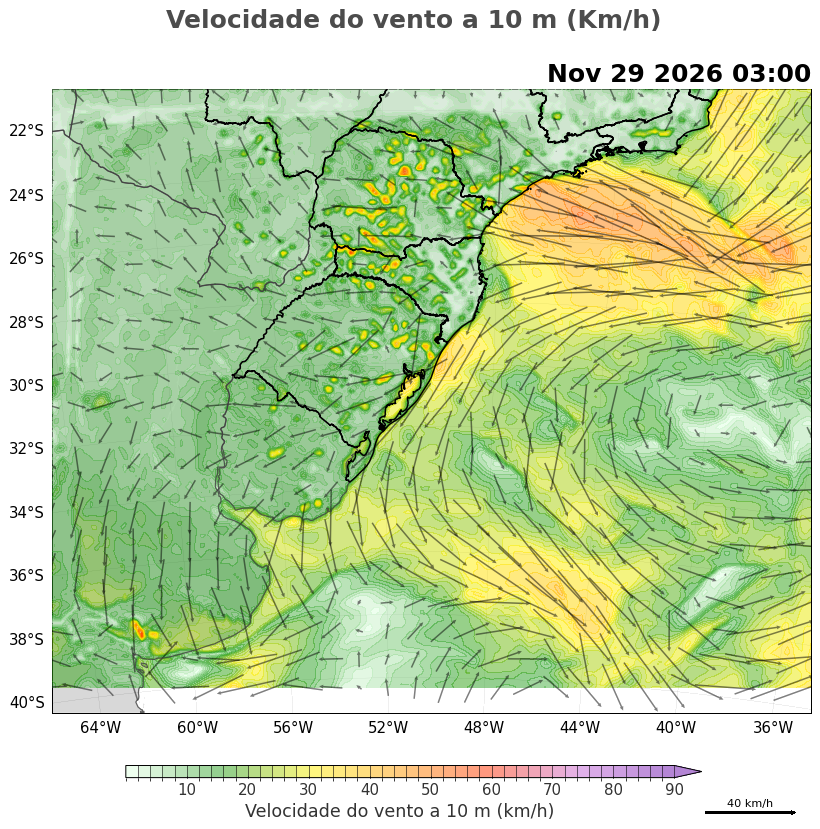 Velocidade do vento a 10 m (Km/h)
Nov 29 2026 03:00
22°S
24°S
26°S
28°S
30°S
32°S
34°S
36°S
38°S
40°S
64°W 60°W 56°W 52°W 48°W 44°W 40°W 36°W
10 20 30 40 50 60 70 80 90
Velocidade do vento a 10 m (km/h)
40 km/h